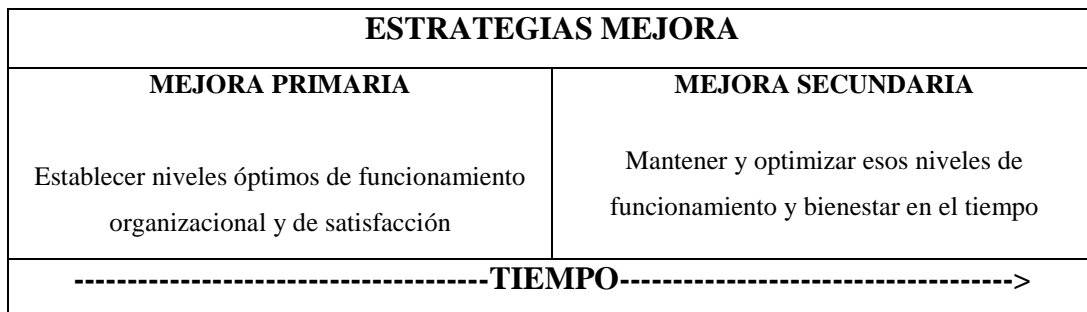 ESTRATEGIAS MEJORA
MEJORA PRIMARIA
Establecer niveles óptimos de funcionamiento
organizacional y de satisfacción
MEJORA SECUNDARIA
Mantener y optimizar esos niveles de
funcionamiento y bienestar en el tiempo
---------------------------------------TIEMPO------------------------------------->